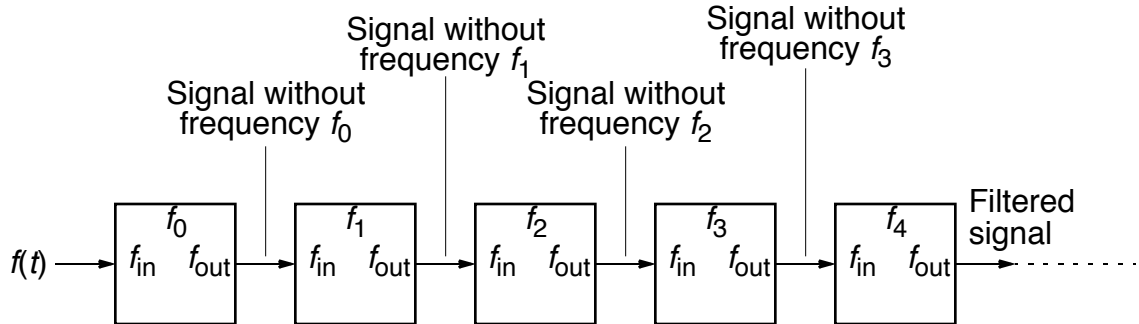 Signal without
frequency f0
Signal without
frequency f1
Signal without
frequency f2
Signal without
frequency f3
f(t)
f0
fin fout
f1
fin fout
f2
fin fout
f3
fin fout
f4
fin fout
Filtered
signal